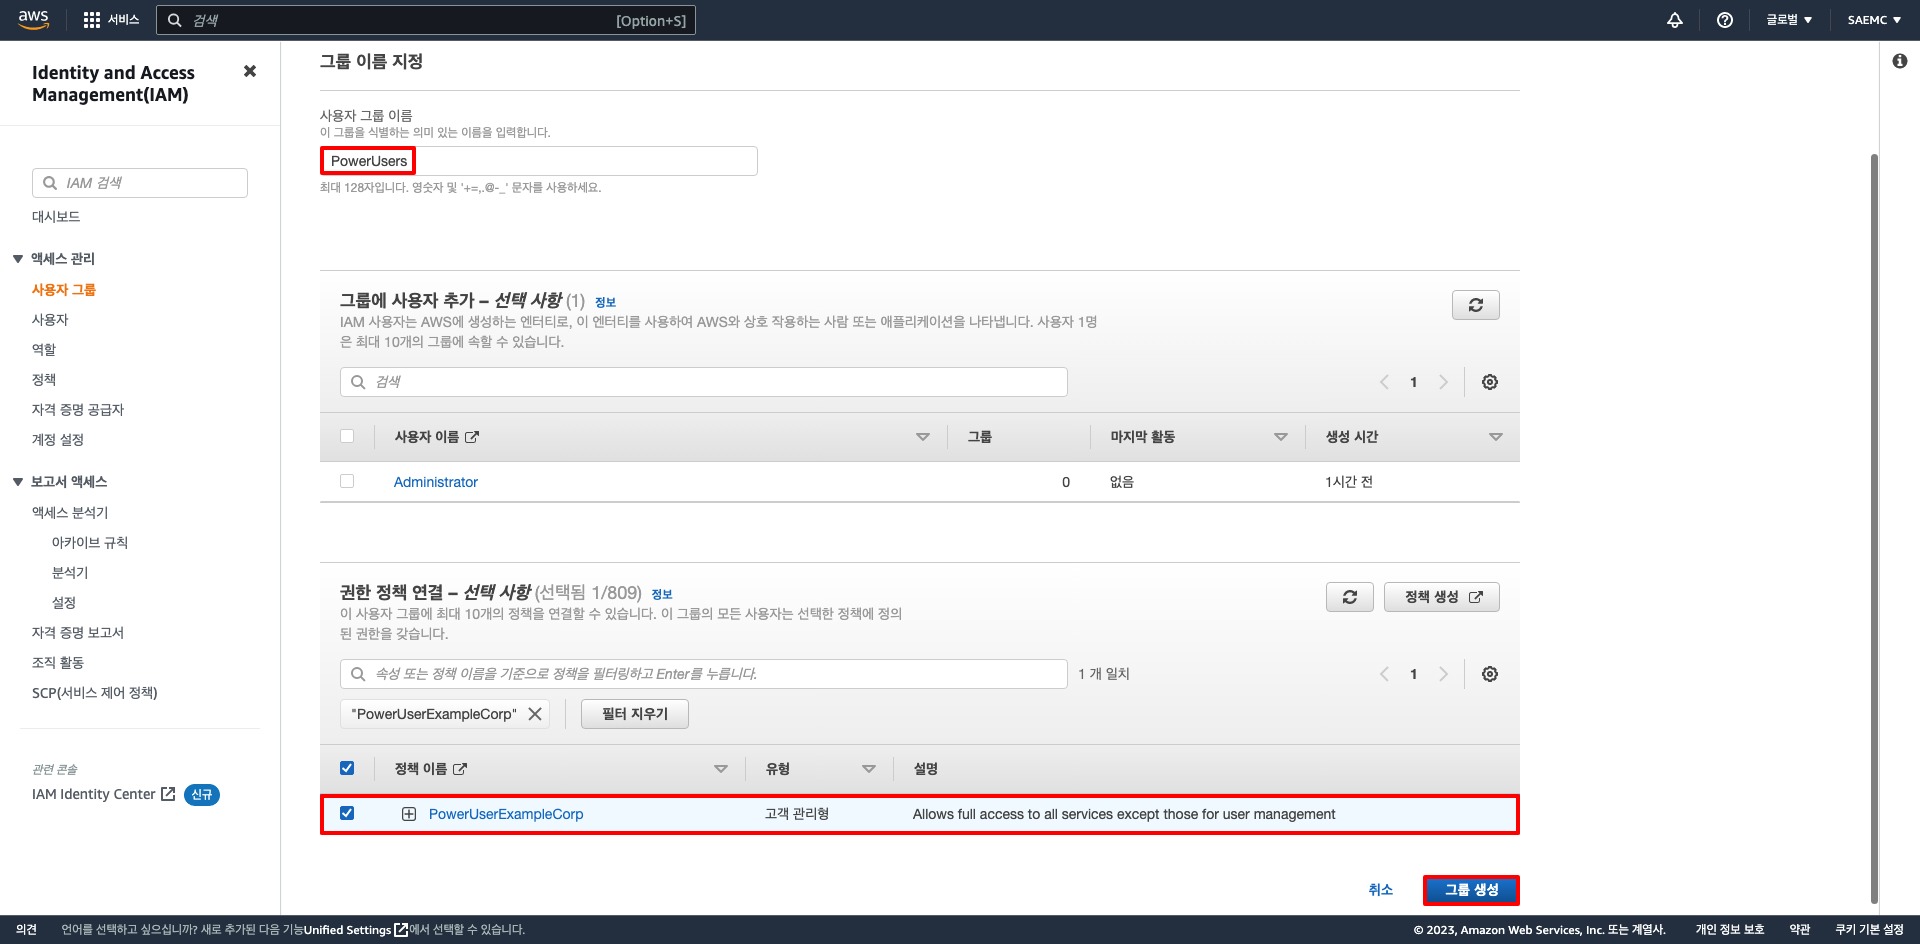 aws
서비스
검색
[Option+S]
글로벌 ▼
SAEMC ▼
Identity and Access
Management(IAM)
IAM 검색
대시보드
액세스 관리
사용자 그룹
사용자
역할
정책
자격 증명 공급자
계정 설정
보고서 액세스
액세스 분석기
아카이브 규칙
분석기
설정
자격 증명 보고서
조직 활동
SCP(서비스 제어 정책)
관련 콘솔
IAM Identity Center 신규
그룹 이름 지정
사용자 그룹 이름
이 그룹을 식별하는 의미 있는 이름을 입력합니다.
PowerUsers
최대 128자입니다. 영숫자 및 '+=,.@-_' 문자를 사용하세요.
그룹에 사용자 추가 – 선택 사항 (1) 정보
IAM 사용자는 AWS에 생성하는 엔터티로, 이 엔터티를 사용하여 AWS와 상호 작용하는 사람 또는 애플리케이션을 나타냅니다. 사용자 1명
은 최대 10개의 그룹에 속할 수 있습니다.
검색
1
사용자 이름 그룹 마지막 활동 생성 시간
Administrator 0 없음 1시간 전
권한 정책 연결 – 선택 사항 (선택됨 1/809) 정보
정책 생성
이 사용자 그룹에 최대 10개의 정책을 연결할 수 있습니다. 이 그룹의 모든 사용자는 선택한 정책에 정의
된 권한을 갖습니다.
속성 또는 정책 이름을 기준으로 정책을 필터링하고 Enter를 누릅니다.
1 개 일치
1
"PowerUserExampleCorp"
필터 지우기
정책 이름 유형 설명
PowerUserExampleCorp 고객 관리형 Allows full access to all services except those for user management
취소
그룹 생성
의견
언어를 선택하고 싶으십니까? 새로 추가된 다음 기능Unified Settings에서 선택할 수 있습니다.
© 2023, Amazon Web Services, Inc. 또는 계열사.
개인 정보 보호
약관
쿠키 기본 설정